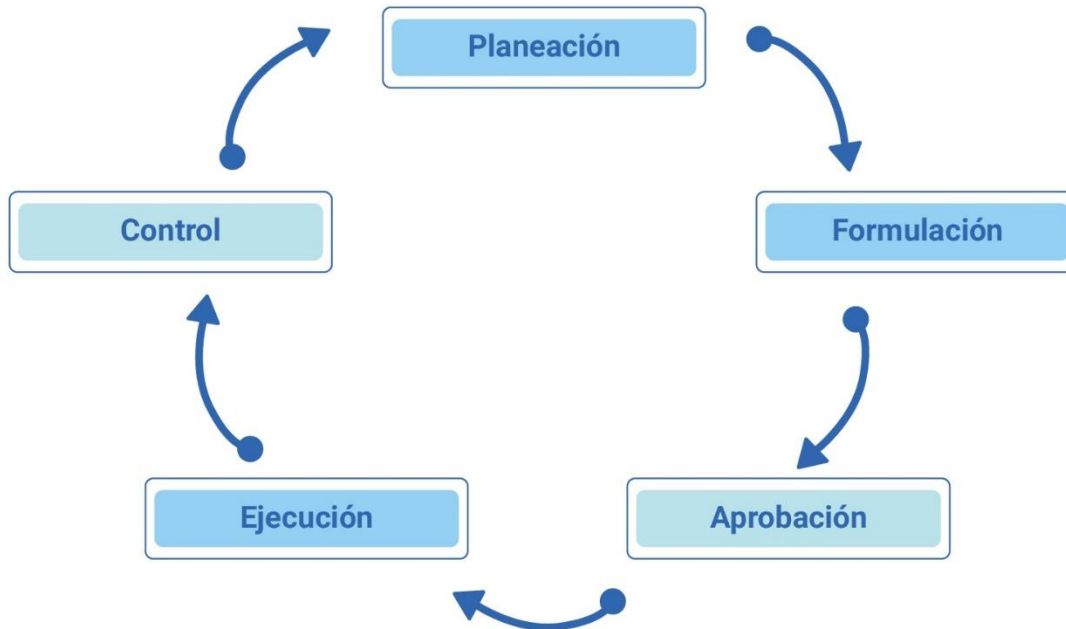 Planeación
Formulación
Aprobación
Ejecución
Control